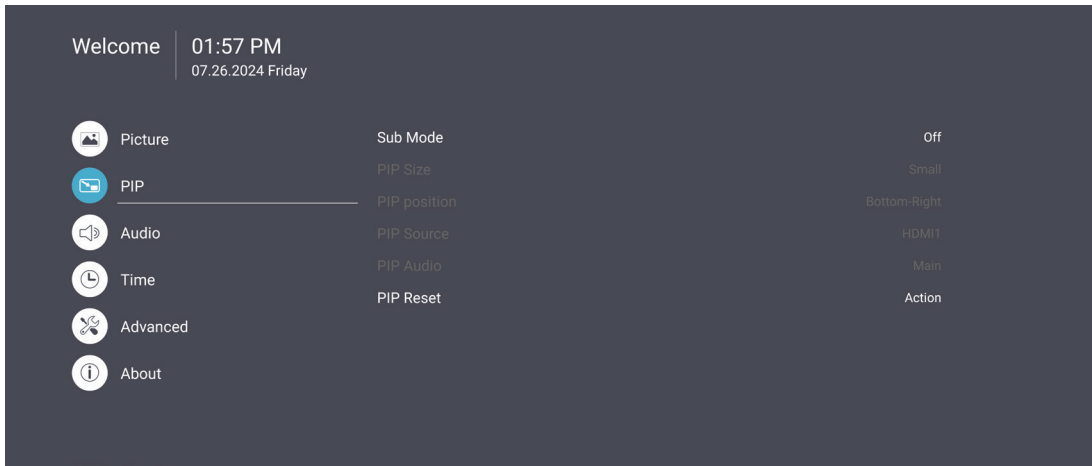 Welcome
01:57 PM
07.26.2024 Friday
Picture
PIP
Audio
Time
Advanced
About
Sub Mode Off
PIP Size Small
PIP position Bottom-Right
PIP Source HDMI1
PIP Audio Main
PIP Reset Action